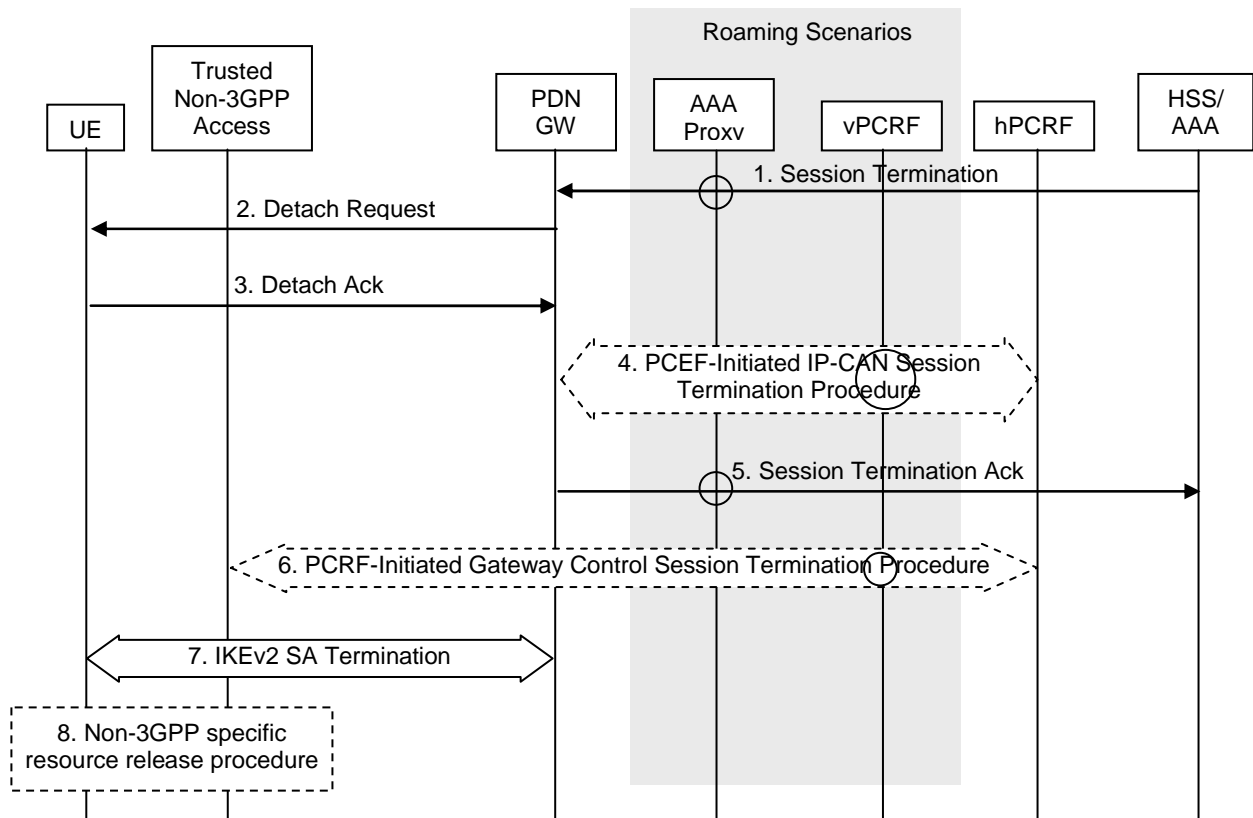 Roaming Scenarios
UE
Trusted
Non-3GPP
Access
PDN
GW
AAA
Proxv
vPCRF
hPCRF
HSS/
AAA
1. Session Termination
2. Detach Request
3. Detach Ack
4. PCEF-Initiated IP-CAN Session
Termination Procedure
5. Session Termination Ack
6. PCRF-Initiated Gateway Control Session Termination Procedure
7. IKEv2 SA Termination
8. Non-3GPP specific
resource release procedure